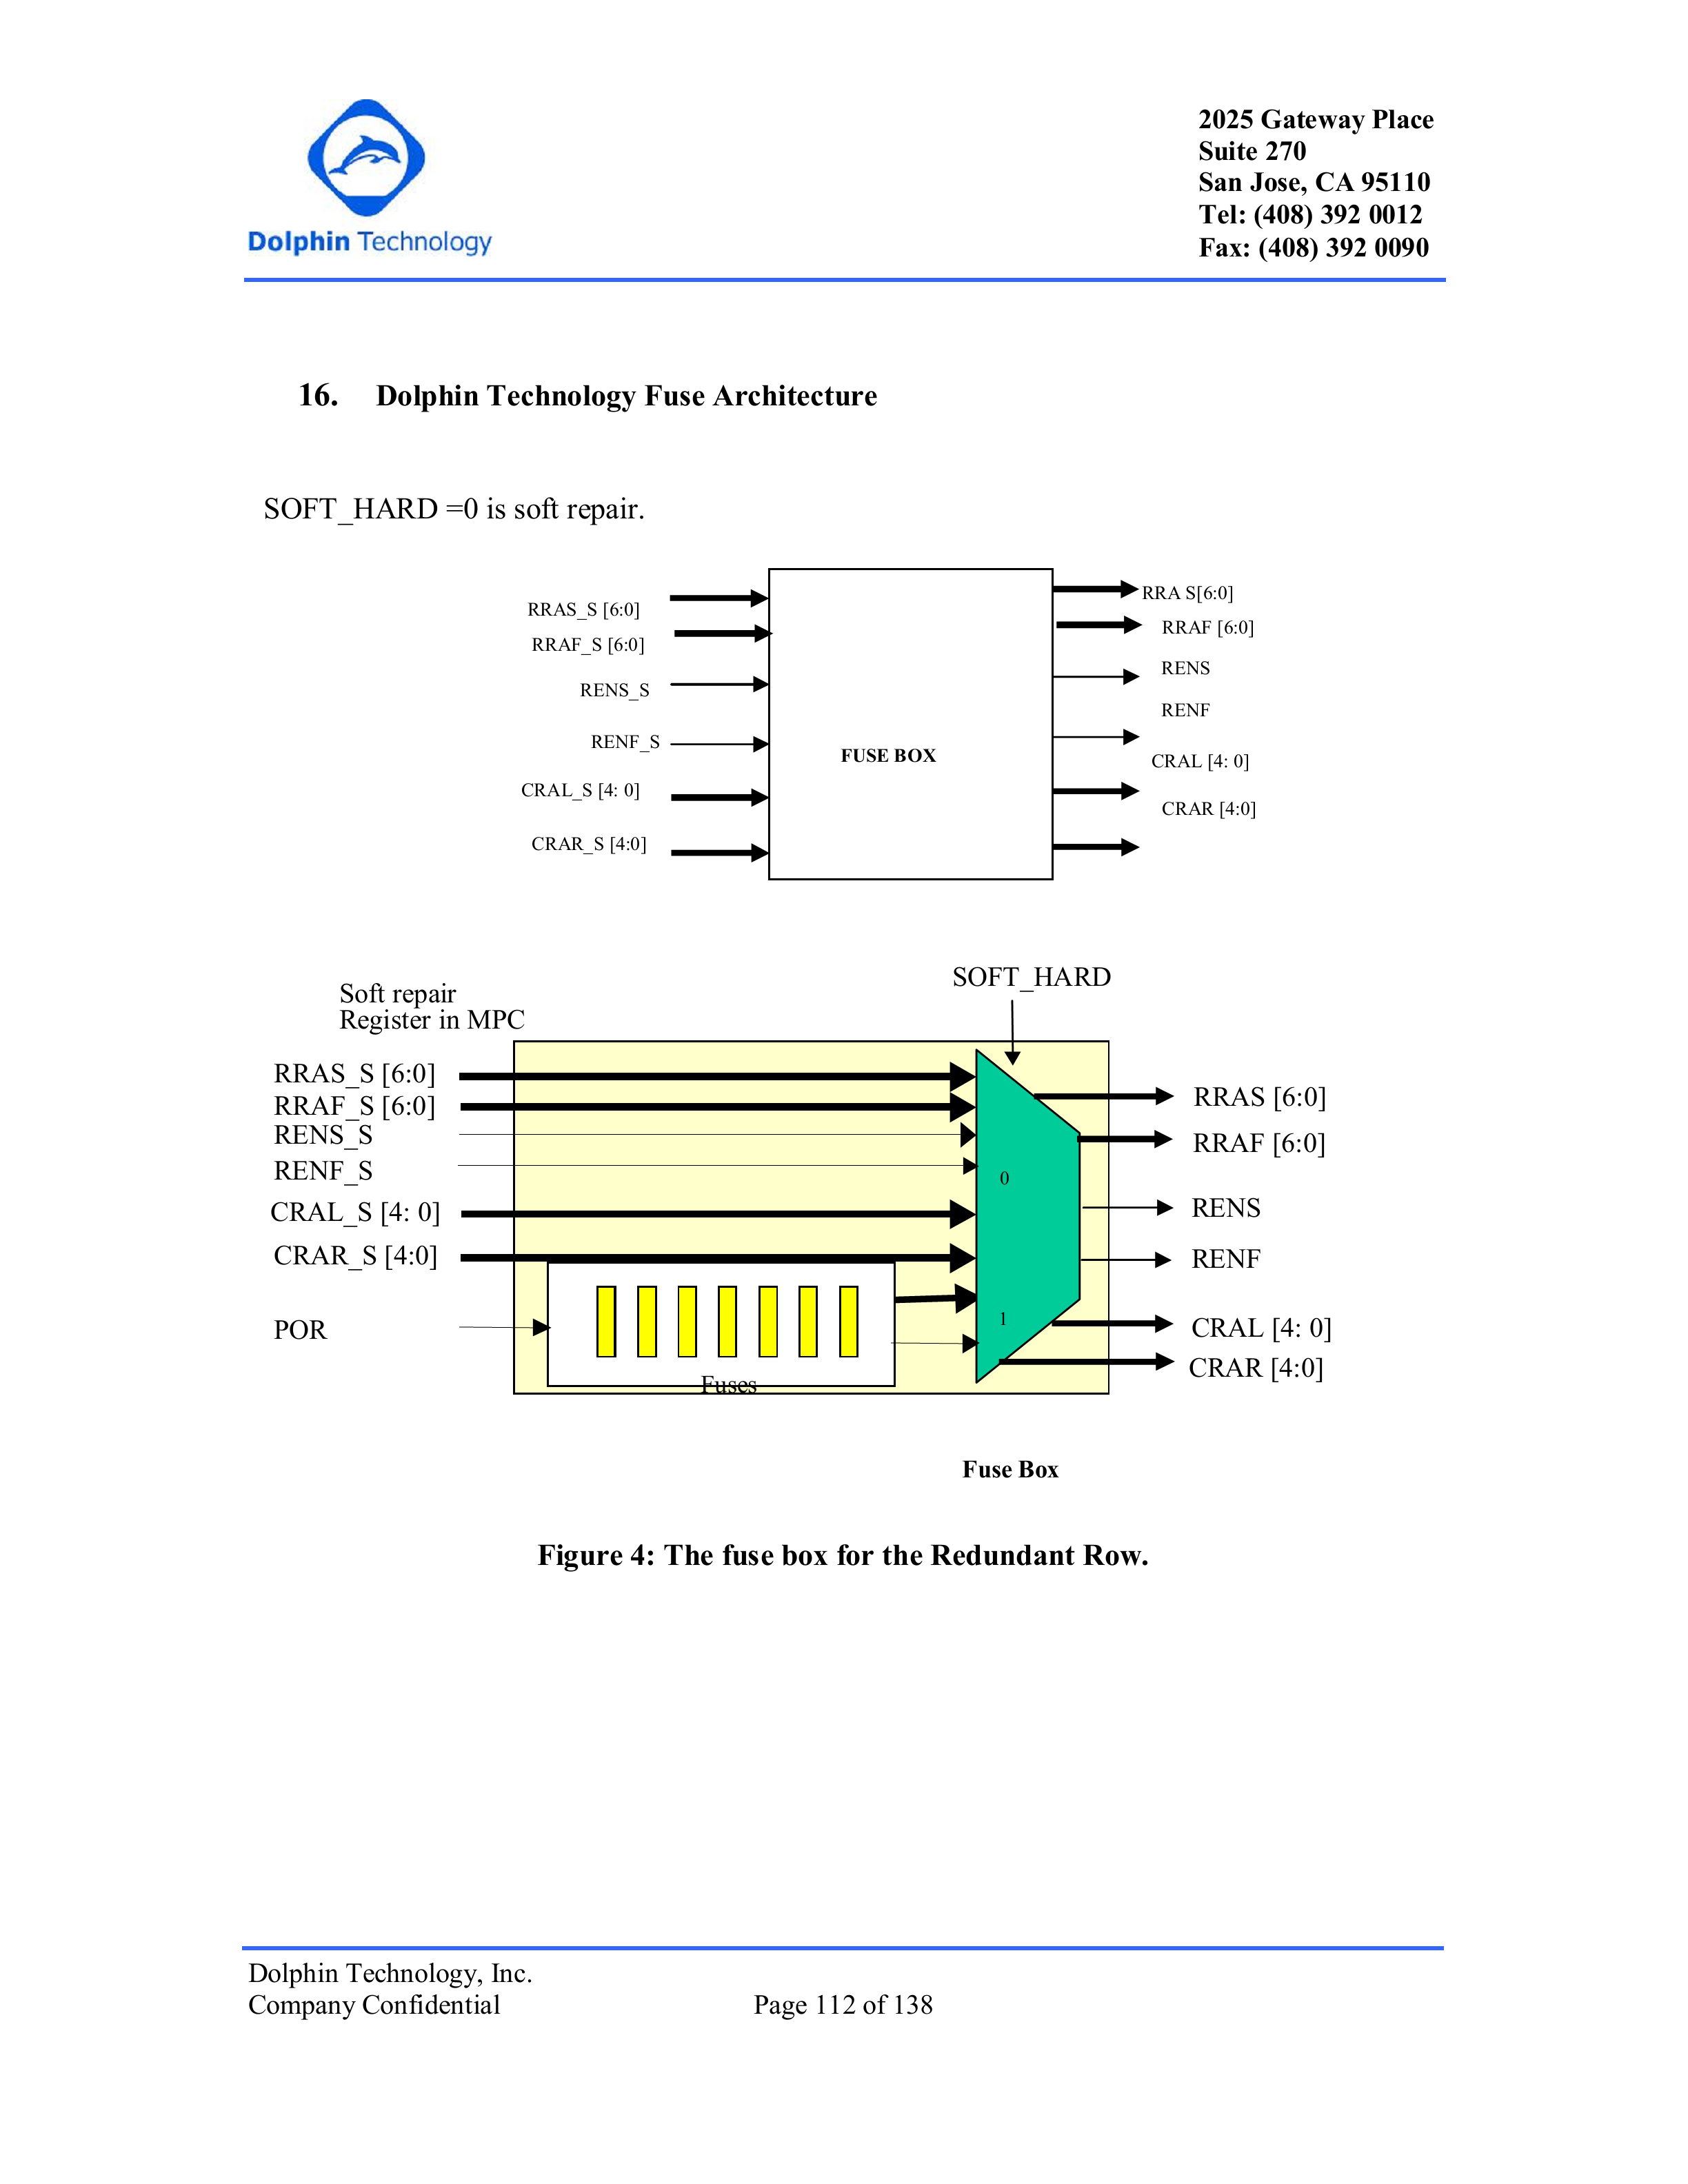 Dolphin Technology
2025 Gateway Place
Suite 270
San Jose, CA 95110
Tel: (408) 392 0012
Fax: (408) 392 0090
16. Dolphin Technology Fuse Architecture
SOFT_HARD =0 is soft repair.
RRAS_S [6:0]
RRAF_S [6:0]
RENS_S
RENF_S
CRAL_S [4: 0]
CRAR_S [4:0]
FUSE BOX
RRA S[6:0]
RRAF [6:0]
RENS
RENF
CRAL [4: 0]
CRAR [4:0]
SOFT_HARD
Soft repair
Register in MPC
RRAS_S [6:0]
RRAF_S [6:0]
RENS_S
RENF_S
CRAL_S [4: 0]
CRAR_S [4:0]
POR
Fuses
0
1
RRAS [6:0]
RRAF [6:0]
RENS
RENF
CRAL [4: 0]
CRAR [4:0]
Fuse Box
Figure 4: The fuse box for the Redundant Row.
Dolphin Technology, Inc.
Company Confidential Page 112 of 138